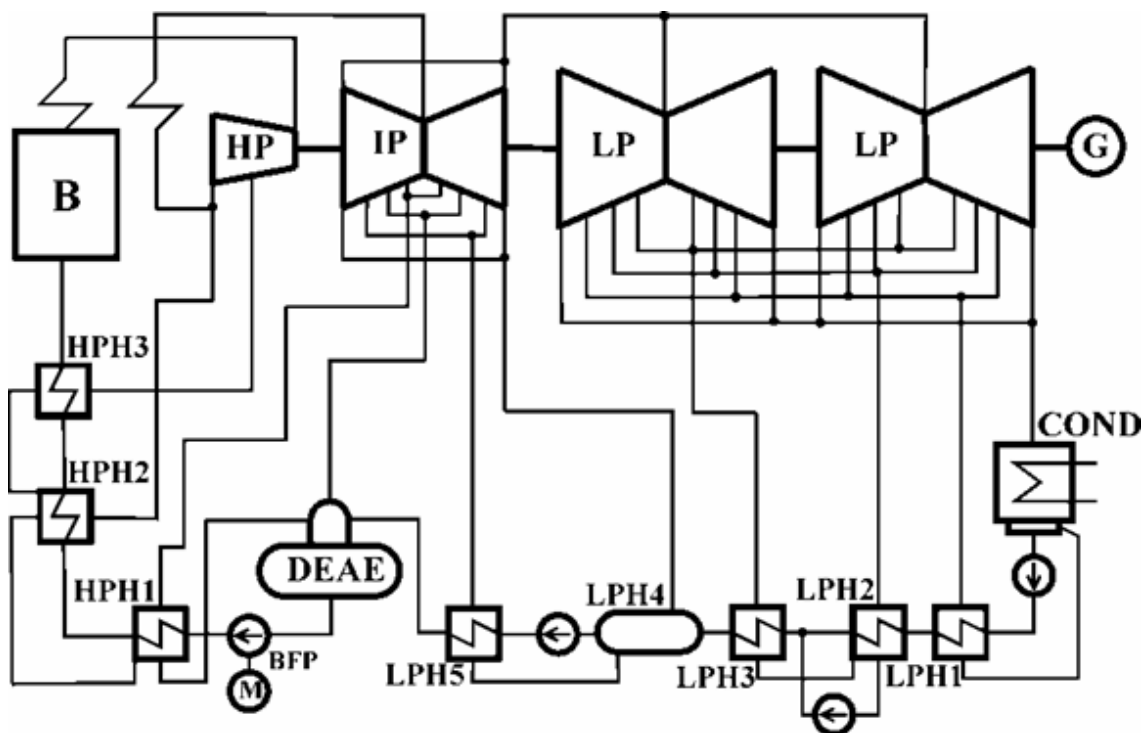 HP
IP
LP
LP
G
B
HPH3
HPH2
COND
HPH1
DEAE
LPH4
LPH2
BFP
M
LPH5
LPH3
LPH1